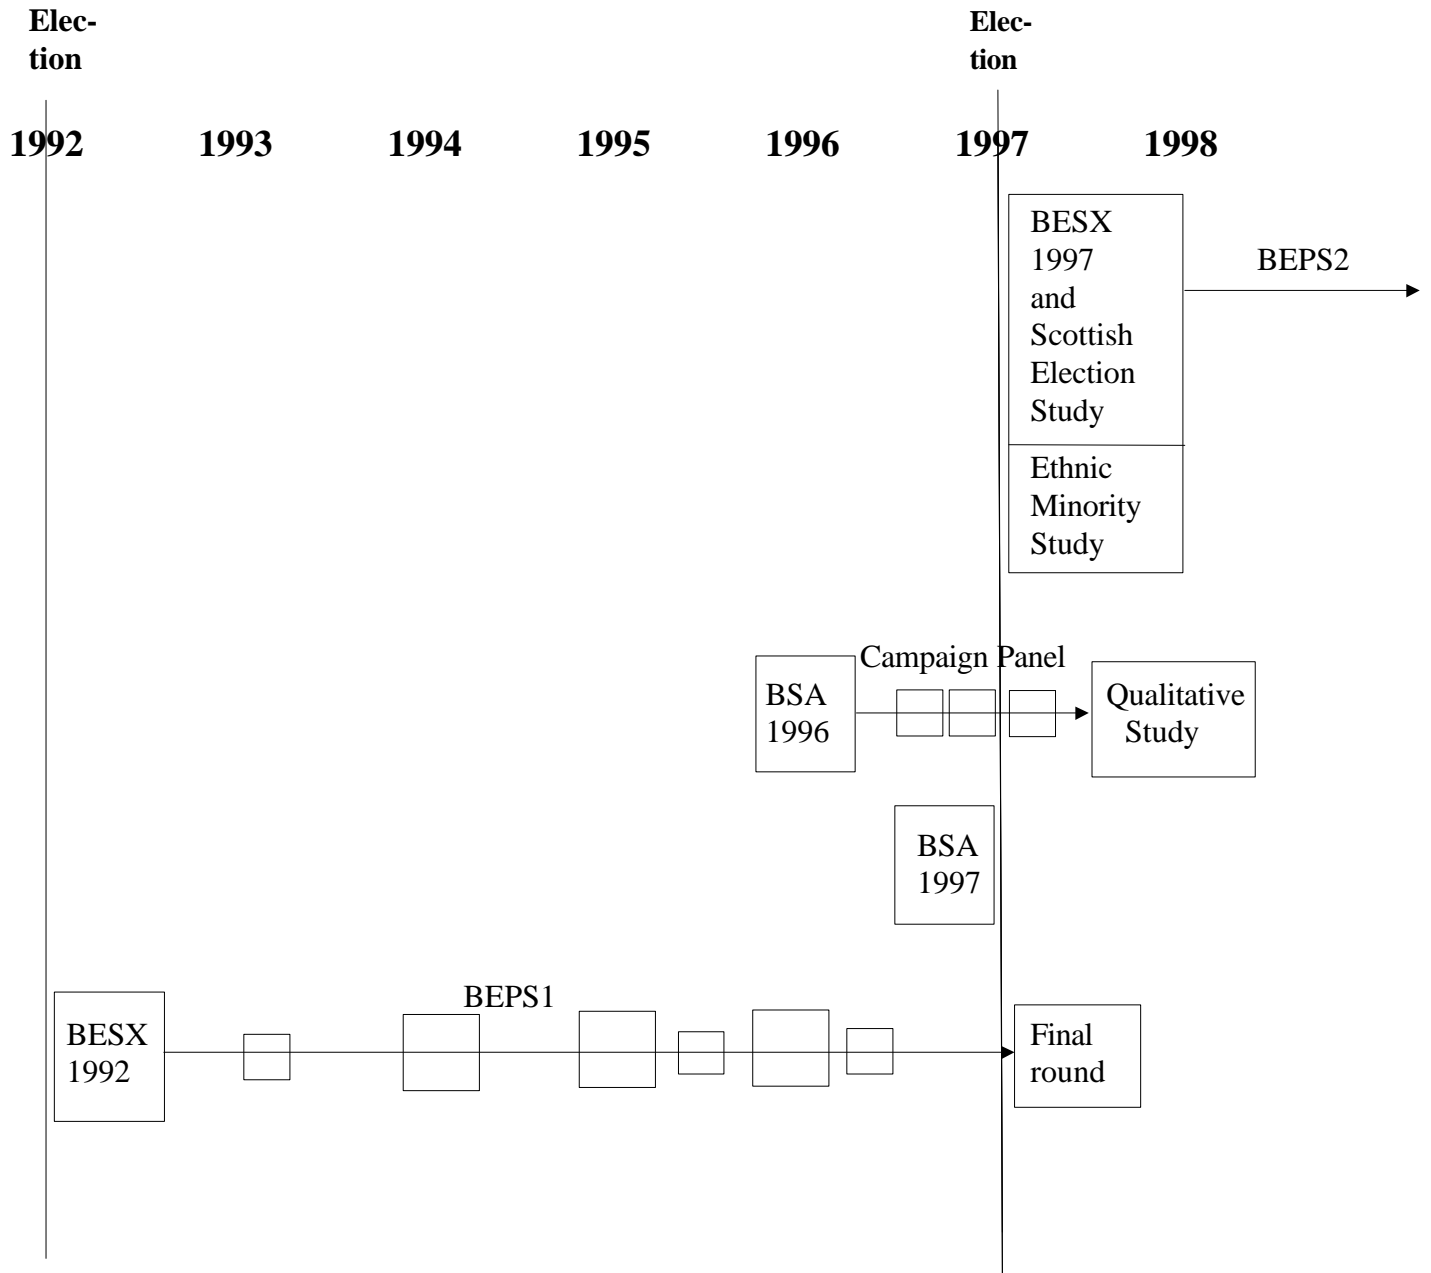 Elec-
tion
Elec-
tion
1992 1993 1994 1995 1996 1997 1998
BESX
1997
and
Scottish
Election
Study
BEPS2
Ethnic
Minority
Study
Campaign Panel
BSA
1996
Qualitative
Study
BSA
1997
BEPS1
BESX
1992
Final
round